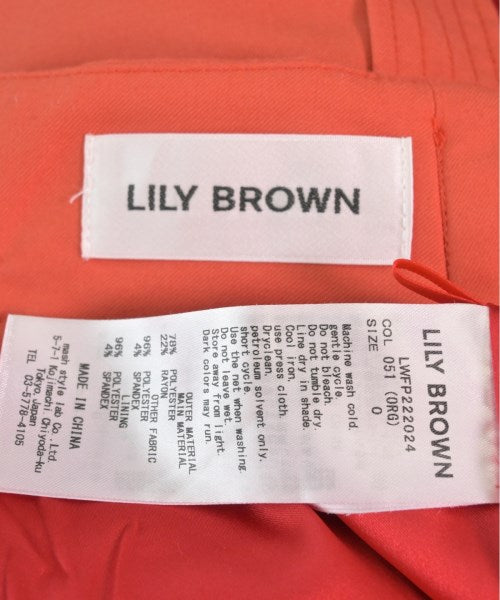 LILY BROWN
LILY BROWN
LWFP222024
COL 051 (ORG)
SIZE 0
Machine wash cold.
gentle cycle.
Do not bleach.
Do not tumble dry.
Line dry in shade.
Cool iron.
use press cloth.
Dryclean.
petroleum solvent only.
short cycle.
Use the net when washing.
Do not leave wet.
Store away from light.
Dark colors may run.
OUTER MATERIAL
MAIN MATERIAL
78% POLYESTER
22% RAYON
OTHER FABRIC
96% POLYESTER
4% SPANDEX
LINING
96% POLYESTER
4% SPANDEX
MADE IN CHINA
mash style lab Co.,Ltd.
5-7-1 Kojimachi Chiyoda-ku
Tokyo Japan
TEL 03-5778-4105